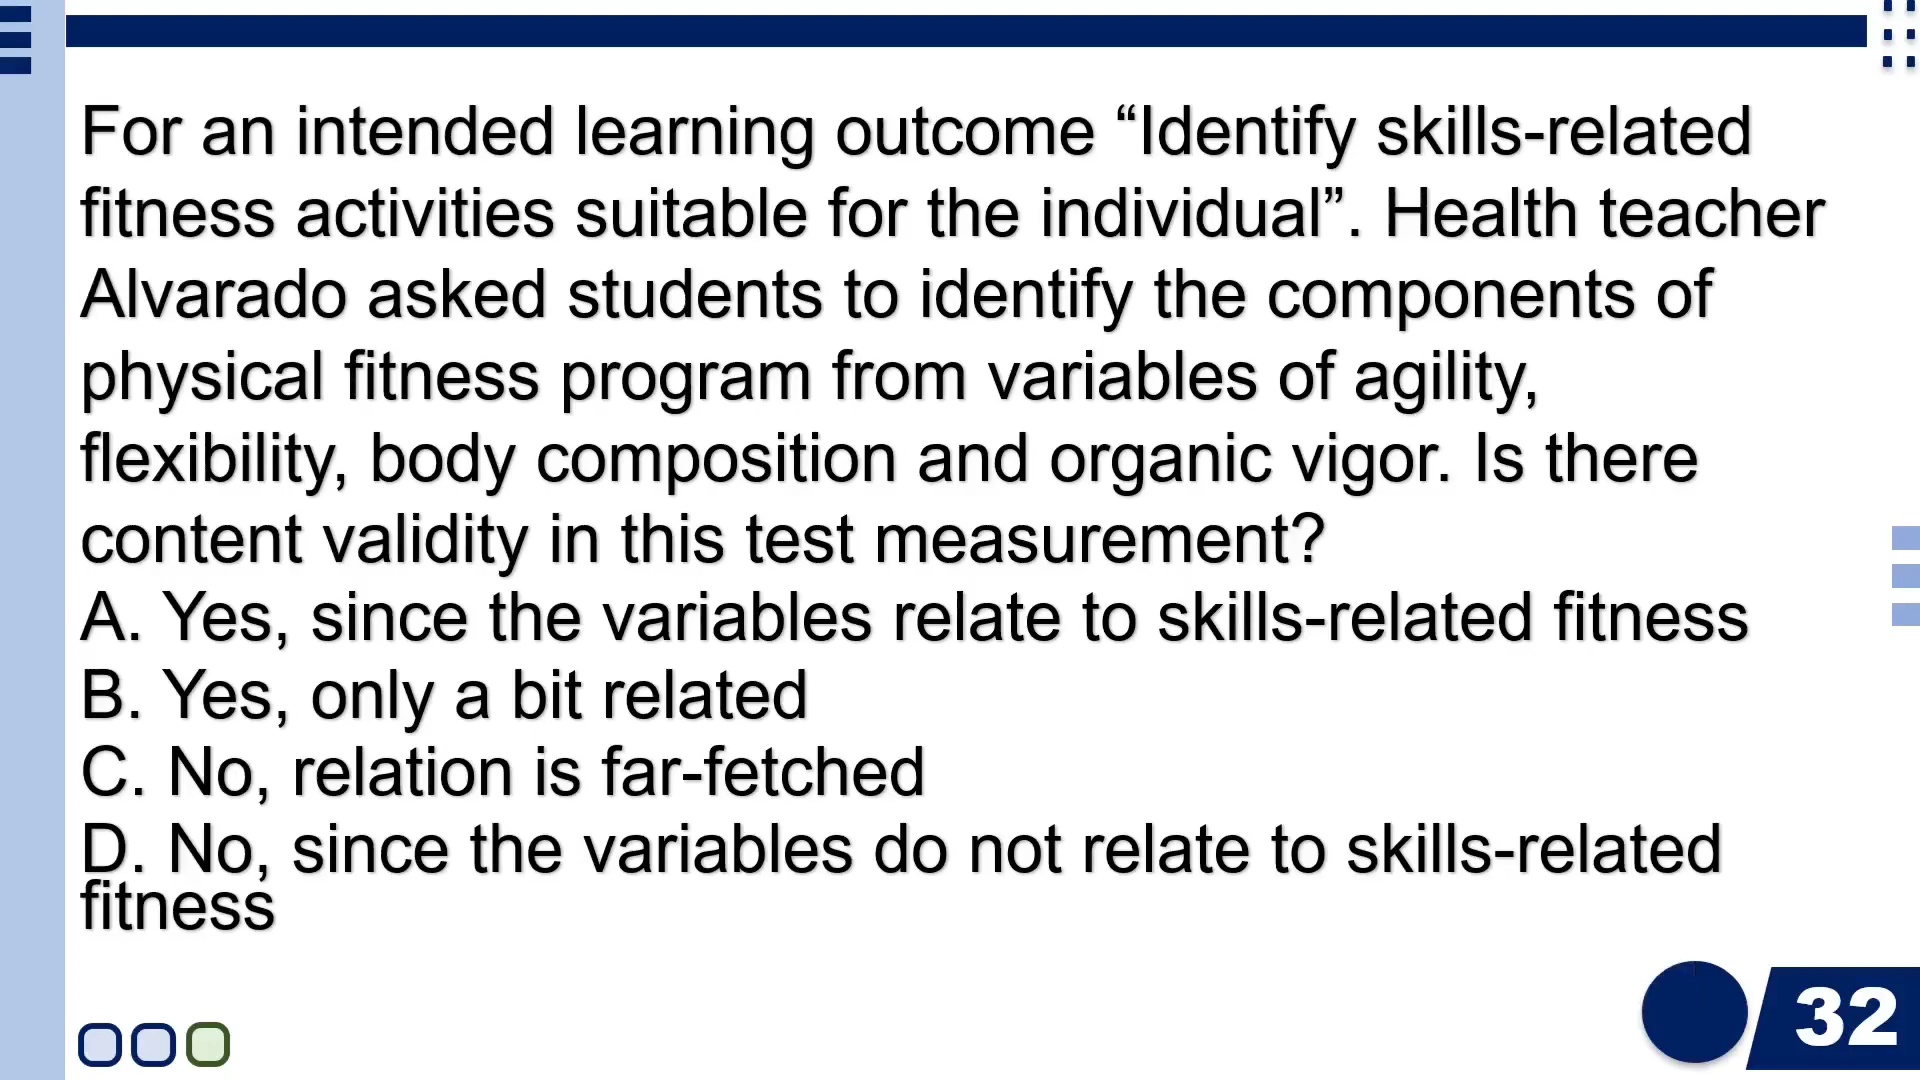 For an intended learning outcome “Identify skills-related
fitness activities suitable for the individual”. Health teacher
Alvarado asked students to identify the components of
physical fitness program from variables of agility,
flexibility, body composition and organic vigor. Is there
content validity in this test measurement?
A. Yes, since the variables relate to skills-related fitness
B. Yes, only a bit related
C. No, relation is far-fetched
D. No, since the variables do not relate to skills-related
fitness
32